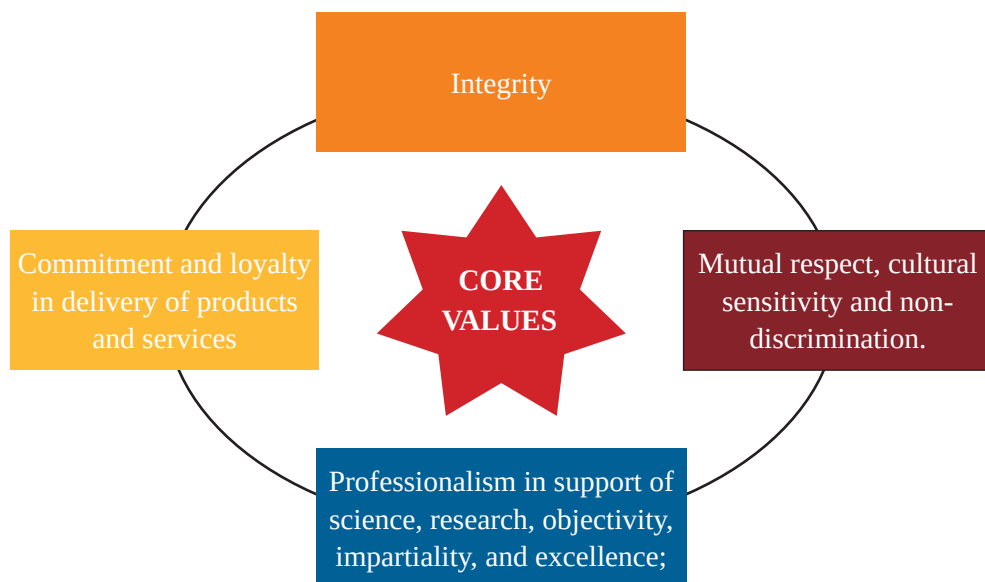 Integrity
Commitment and loyalty
in delivery of products
and services
CORE
VALUES
Mutual respect, cultural
sensitivity and non-
discrimination.
Professionalism in support of
science, research, objectivity,
impartiality, and excellence;